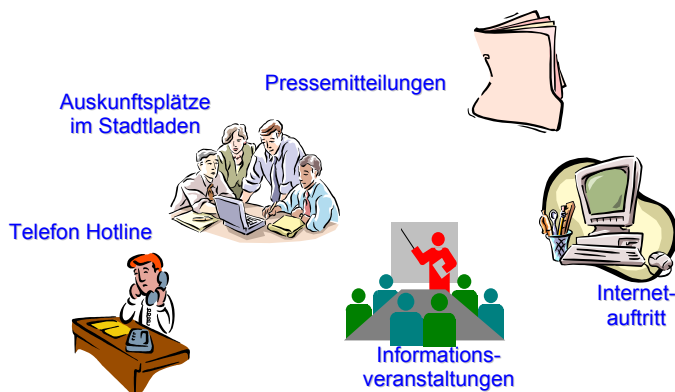 Pressemitteilungen
Auskunftsplätze
im Stadtladen
Telefon Hotline
Internet-
auftritt
Informations-
veranstaltungen